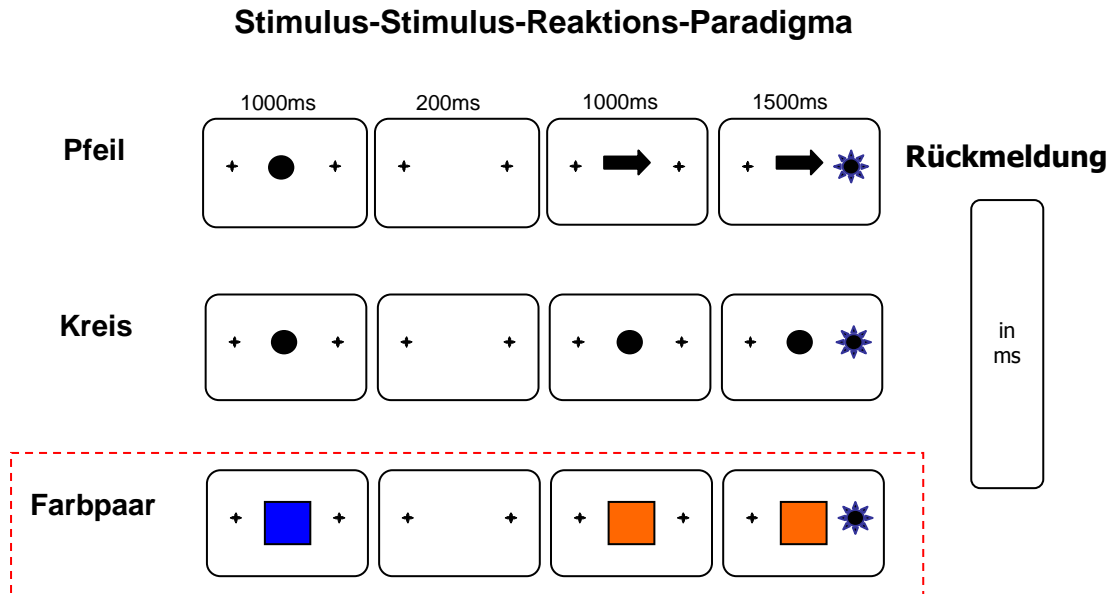 Stimulus-Stimulus-Reaktions-Paradigma
1000ms 200ms 1000ms 1500ms
Pfeil
Rückmeldung
Kreis
in
ms
Farbpaar